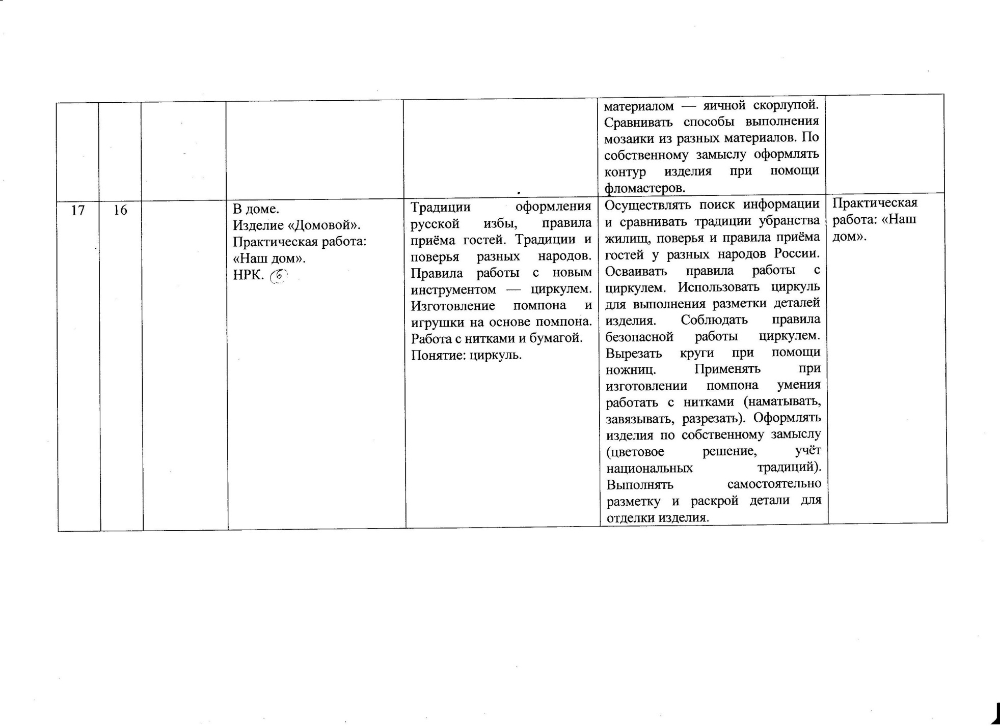 материалом — яичной скорлупой.
Сравнивать способы выполнения
мозаики из разных материалов. По
собственному замыслу оформлять
контур изделия при помощи
фломастеров.
17
16
В доме.
Изделие «Домовой».
Практическая работа:
«Наш дом».
НРК. (6)
Традиции оформления
русской избы, правила
приёма гостей. Традиции и
поверья разных народов.
Правила работы с новым
инструментом — циркулем.
Изготовление помпона и
игрушки на основе помпона.
Работа с нитками и бумагой.
Понятие: циркуль.
Осуществлять поиск информации
и сравнивать традиции убранства
жилищ, поверья и правила приёма
гостей у разных народов России.
Осваивать правила работы с
циркулем. Использовать циркуль
для выполнения разметки деталей
изделия. Соблюдать правила
безопасной работы циркулем.
Вырезать круги при помощи
ножниц. Применять при
изготовлении помпона умения
работать с нитками (наматывать,
завязывать, разрезать). Оформлять
изделия по собственному замыслу
(цветовое решение, учёт
национальных традиций).
Выполнять самостоятельно
разметку и раскрой детали для
отделки изделия.
Практическая
работа: «Наш
дом».